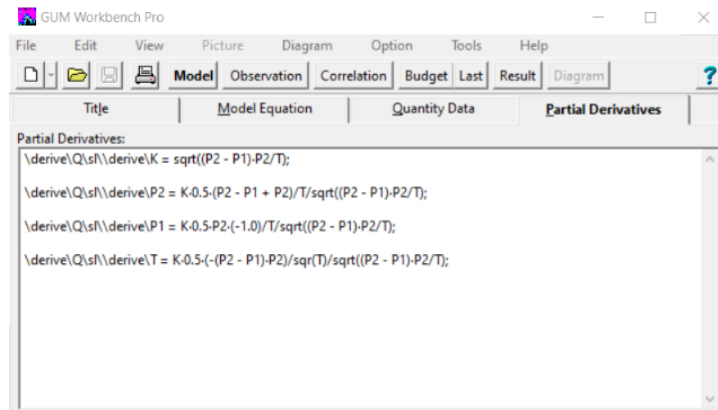 GUM Workbench Pro
File Edit View Picture Diagram Option Tools Help
Model Observation Correlation Budget Last Result Diagram ?
Title Model Equation Quantity Data Partial Derivatives
Partial Derivatives:
\derive\Q\sl\\derive\K = sqrt((P2 - P1)·P2/T);
\derive\Q\sl\\derive\P2 = K·0.5·(P2 - P1 + P2)/T/sqrt((P2 - P1)·P2/T);
\derive\Q\sl\\derive\P1 = K·0.5·P2·(-1.0)/T/sqrt((P2 - P1)·P2/T);
\derive\Q\sl\\derive\T = K·0.5·(-(P2 - P1)·P2)/sqr(T)/sqrt((P2 - P1)·P2/T);